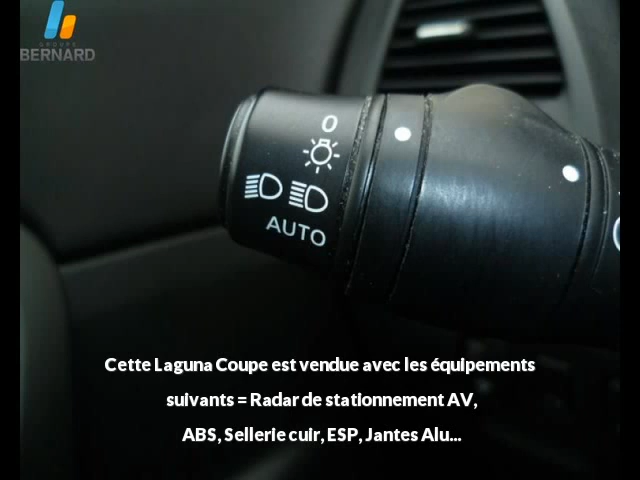 GROUPE
BERNARD
0
AUTO
Cette Laguna Coupe est vendue avec les équipements
suivants = Radar de stationnement AV,
ABS, Sellerie cuir, ESP, Jantes Alu...